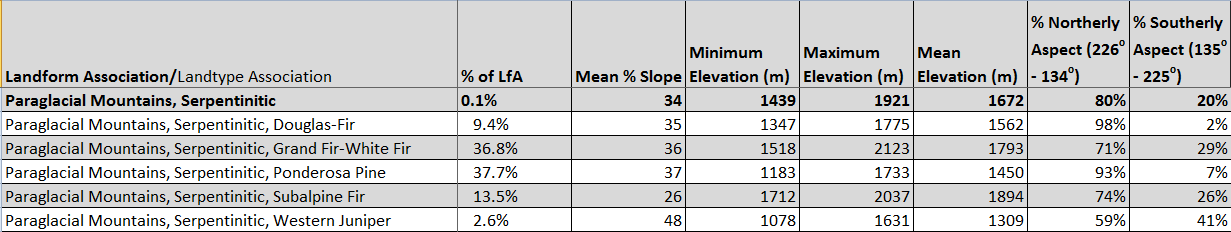 Landform Association/Landtype Association % of LfA Mean % Slope Minimum Elevation (m) Maximum Elevation (m) Mean Elevation (m) % Northerly Aspect (226⁰ - 134⁰) % Southerly Aspect (135⁰ - 225⁰)
Paraglacial Mountains, Serpentinitic 0.1% 34 1439 1921 1672 80% 20%
Paraglacial Mountains, Serpentinitic, Douglas-Fir 9.4% 35 1347 1775 1562 98% 2%
Paraglacial Mountains, Serpentinitic, Grand Fir-White Fir 36.8% 36 1518 2123 1793 71% 29%
Paraglacial Mountains, Serpentinitic, Ponderosa Pine 37.7% 37 1183 1733 1450 93% 7%
Paraglacial Mountains, Serpentinitic, Subalpine Fir 13.5% 26 1712 2037 1894 74% 26%
Paraglacial Mountains, Serpentinitic, Western Juniper 2.6% 48 1078 1631 1309 59% 41%